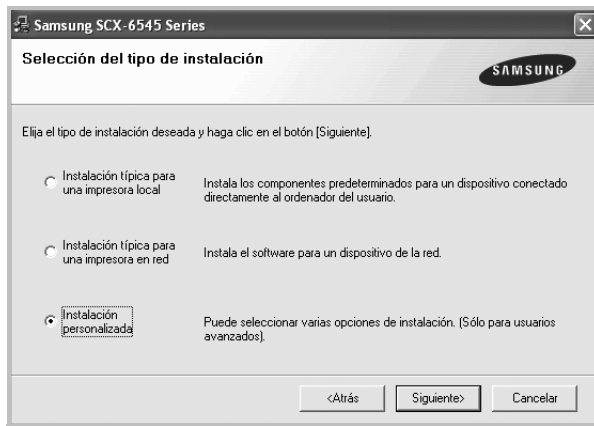 Samsung SCX-6545 Series
Selección del tipo de instalación
SAMSUNG
Elija el tipo de instalación deseada y haga clic en el botón [Siguiente].
Instalación típica para
una impresora local
Instala los componentes predeterminados para un dispositivo conectado
directamente al ordenador del usuario.
Instalación típica para
una impresora en red
Instala el software para un dispositivo de la red.
Instalación
personalizada
Puede seleccionar varias opciones de instalación. (Sólo para usuarios
avanzados).
<Atrás
Siguiente>
Cancelar